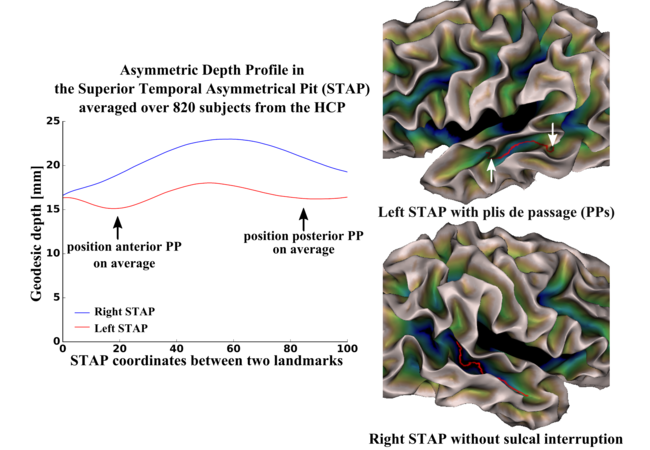 Asymmetric Depth Profile in
the Superior Temporal Asymmetrical Pit (STAP)
averaged over 820 subjects from the HCP
25
20
15
10
5
0
Geodesic depth [mm]
position anterior PP
on average
position posterior PP
on average
Right STAP
Left STAP
0 20 40 60 80 100
STAP coordinates between two landmarks
Left STAP with plis de passage (PPs)
Right STAP without sulcal interruption